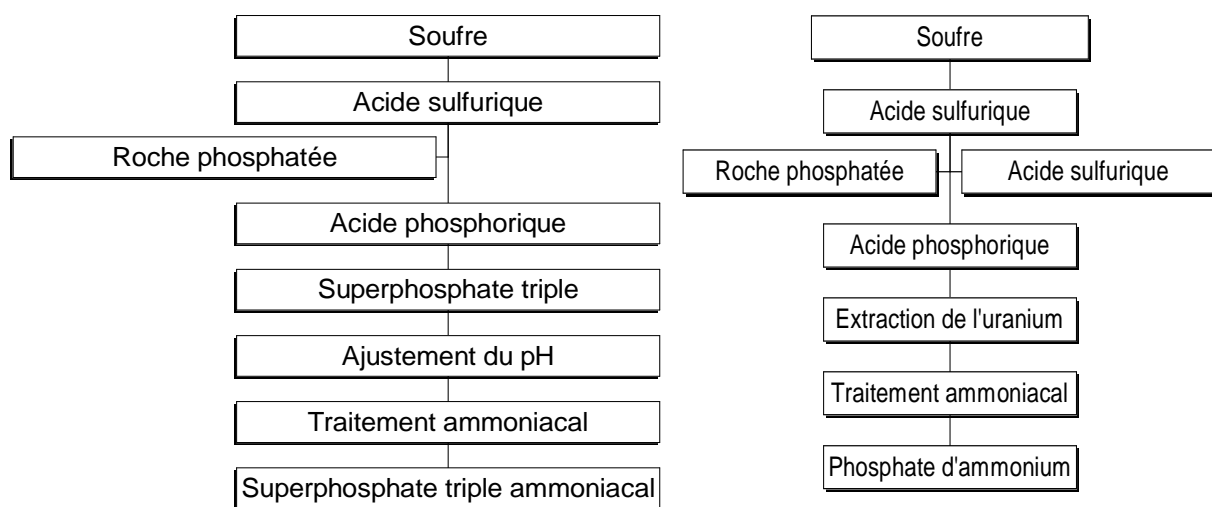 Soufre
Acide sulfurique
Roche phosphatée
Acide phosphorique
Superphosphate triple
Ajustement du pH
Traitement ammoniacal
Superphosphate triple ammoniacal
Soufre
Acide sulfurique
Roche phosphatée
Acide sulfurique
Acide phosphorique
Extraction de l'uranium
Traitement ammoniacal
Phosphate d'ammonium